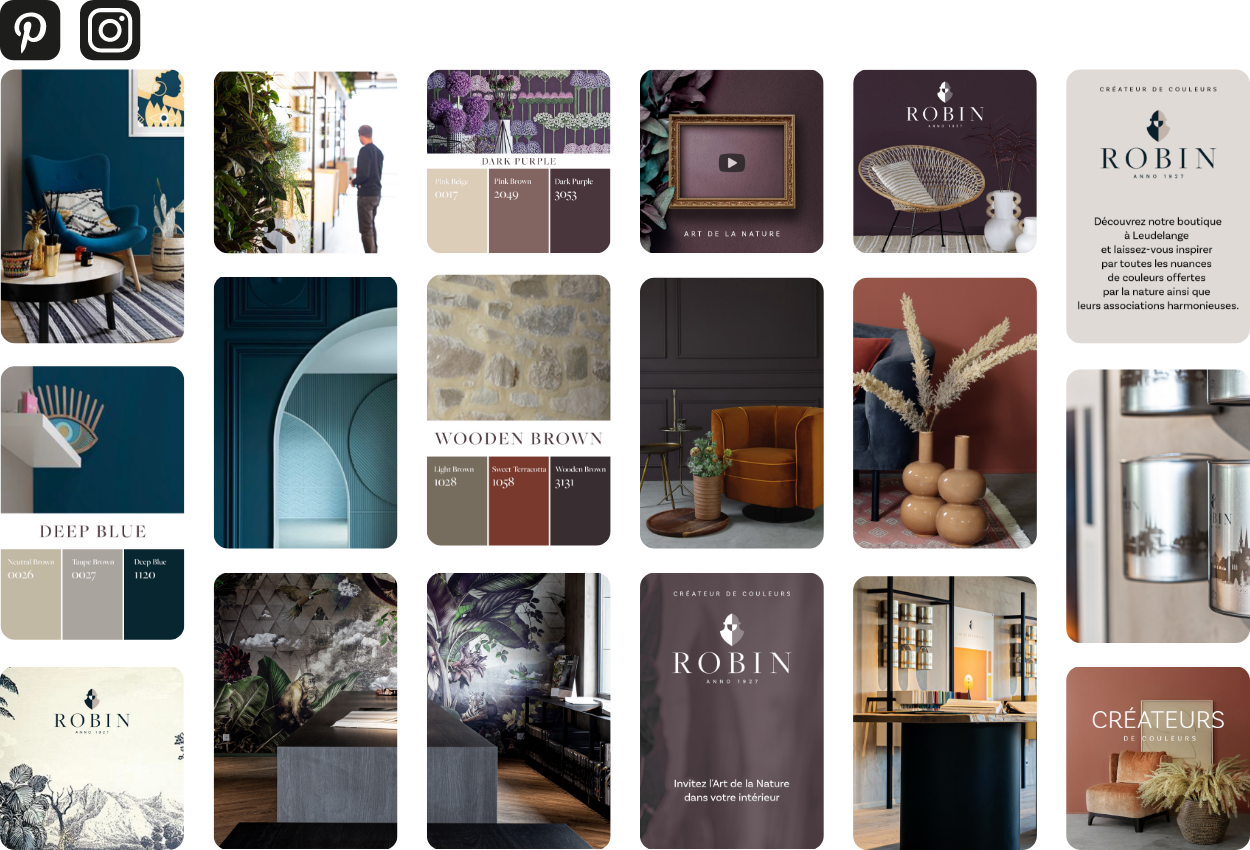 DEEP BLUE
Neutral Brown
0026
Taupe Brown
0027
Deep Blue
1120
ROBIN
ANNO 1927
DARK PURPLE
Pink Beige
0017
Pink Brown
2049
Dark Purple
3053
WOODEN BROWN
Light Brown
1028
Sweet Terracotta
1058
Wooden Brown
3131
ART DE LA NATURE
CRÉATEUR DE COULEURS
ROBIN
ANNO 1927
Invitez l'Art de la Nature
dans votre intérieur
ROBIN
ANNO 1927
CRÉATEUR DE COULEURS
ROBIN
ANNO 1927
Découvrez notre boutique
à Leudelange
et laissez-vous inspirer
par toutes les nuances
de couleurs offertes
par la nature ainsi que
leurs associations harmonieuses.
CRÉATEURS
DE COULEURS